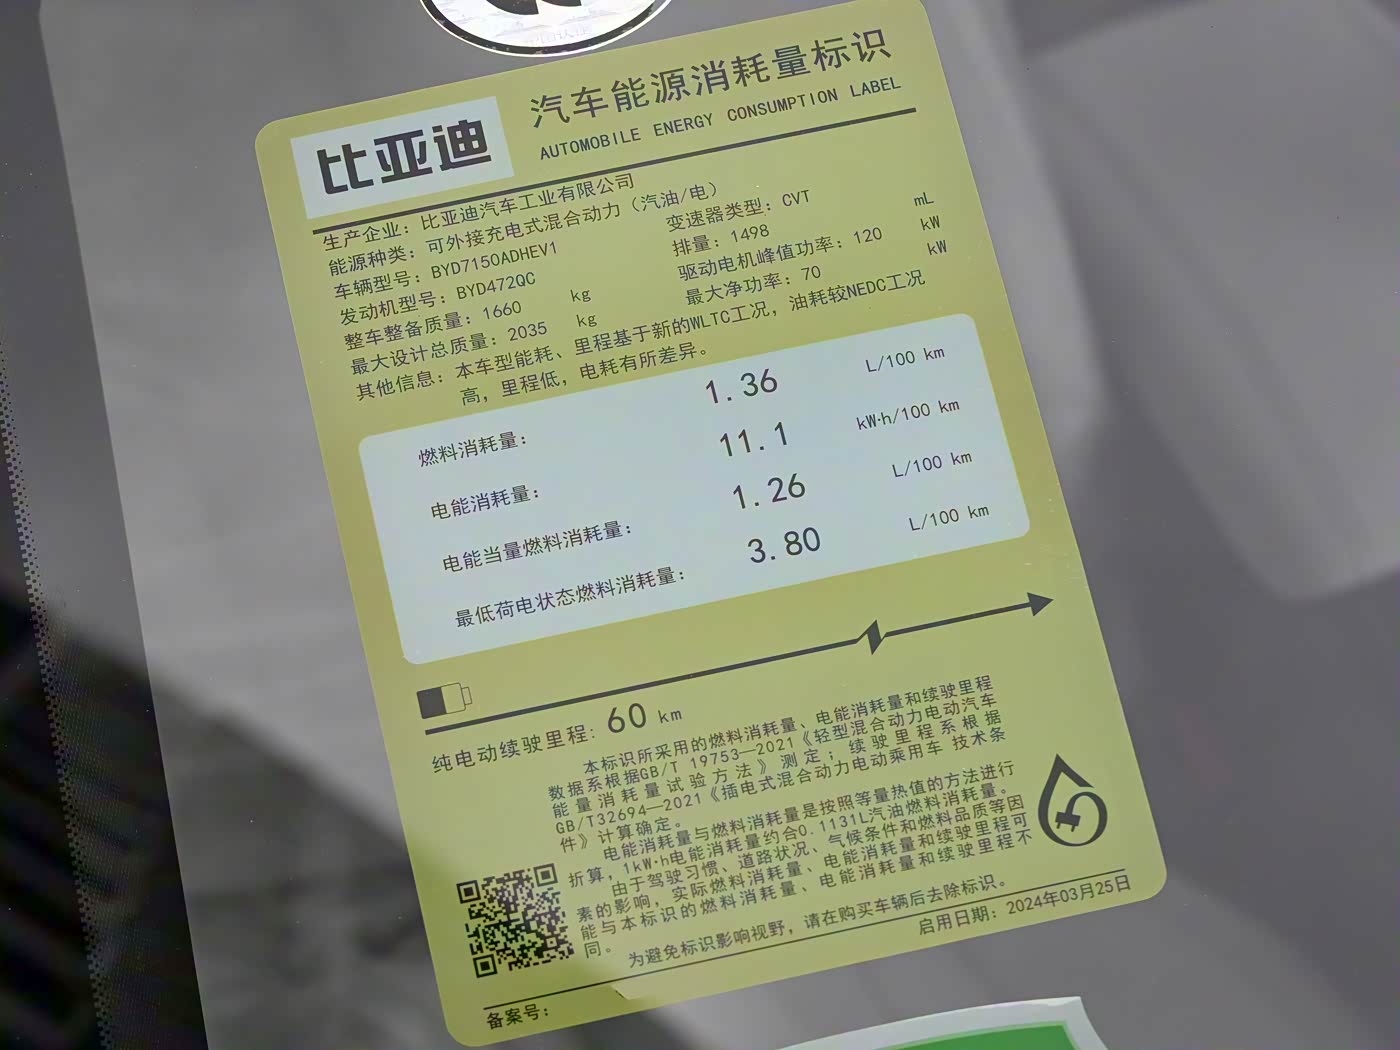 汽车能源消耗量标识
比亚迪
AUTOMOBILE ENERGY CONSUMPTION LABEL
生产企业：比亚迪汽车工业有限公司
能源种类：可外接充电式混合动力（汽油/电）
车辆型号：BYD7150ADHEV1
变速器类型：CVT
发动机型号：BYD472QC
排量：1498 mL
整车整备质量：1660 kg
驱动电机峰值功率：120 kW
最大设计总质量：2035 kg
最大净功率：70 kW
其他信息：本车型能耗、里程基于新的WLTC工况，油耗较NEDC工况
高，里程低，电耗有所差异。
燃料消耗量： 1.36 L/100 km
电能消耗量： 11.1 kW·h/100 km
电能当量燃料消耗量： 1.26 L/100 km
最低荷电状态燃料消耗量： 3.80 L/100 km
纯电动续驶里程：60 km
本标识所采用的燃料消耗量、电能消耗量和续驶里程
数据系根据GB/T 19753—2021《轻型混合动力电动汽车
能量消耗量试验方法》测定；续驶里程系根据
GB/T32694—2021《插电式混合动力电动乘用车 技术条
件》计算确定。
电能消耗量与燃料消耗量是按照等量热值的方法进行
折算，1kW·h电能消耗量约合0.1131L汽油燃料消耗量。
由于驾驶习惯、道路状况、气候条件和燃料品质等因
素的影响，实际燃料消耗量、电能消耗量和续驶里程可
能与本标识的燃料消耗量、电能消耗量和续驶里程不
同。
为避免标识影响视野，请在购买车辆后去除标识。
启用日期：2024年03月25日
备案号：